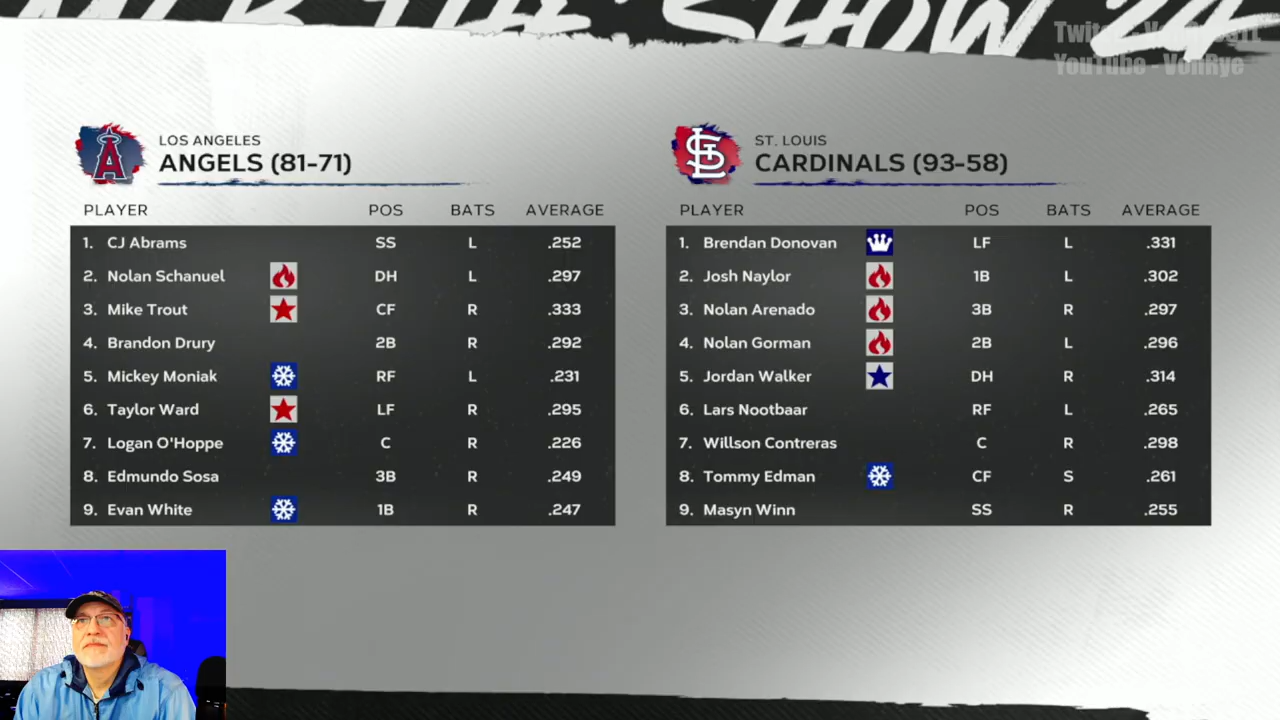 MLB THE SHOW 24
YouTube - VonRye
LOS ANGELES
ANGELS (81-71)
PLAYER POS BATS AVERAGE
1. CJ Abrams SS L .252
2. Nolan Schanuel DH L .297
3. Mike Trout CF R .333
4. Brandon Drury 2B R .292
5. Mickey Moniak RF L .231
6. Taylor Ward LF R .295
7. Logan O'Hoppe C R .226
8. Edmundo Sosa 3B R .249
9. Evan White 1B R .247
ST. LOUIS
CARDINALS (93-58)
PLAYER POS BATS AVERAGE
1. Brendan Donovan LF L .331
2. Josh Naylor 1B L .302
3. Nolan Arenado 3B R .297
4. Nolan Gorman 2B L .296
5. Jordan Walker DH R .314
6. Lars Nootbaar RF L .265
7. Willson Contreras C R .298
8. Tommy Edman CF S .261
9. Masyn Winn SS R .255